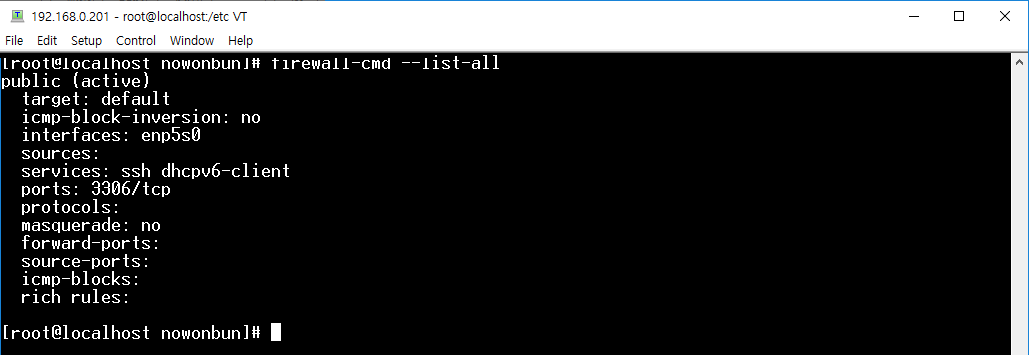 192.168.0.201 - root@localhost:/etc VT
File Edit Setup Control Window Help
[root@localhost nowonbun]# firewall-cmd --list-all
public (active)
  target: default
  icmp-block-inversion: no
  interfaces: enp5s0
  sources:
  services: ssh dhcpv6-client
  ports: 3306/tcp
  protocols:
  masquerade: no
  forward-ports:
  source-ports:
  icmp-blocks:
  rich rules:
[root@localhost nowonbun]#